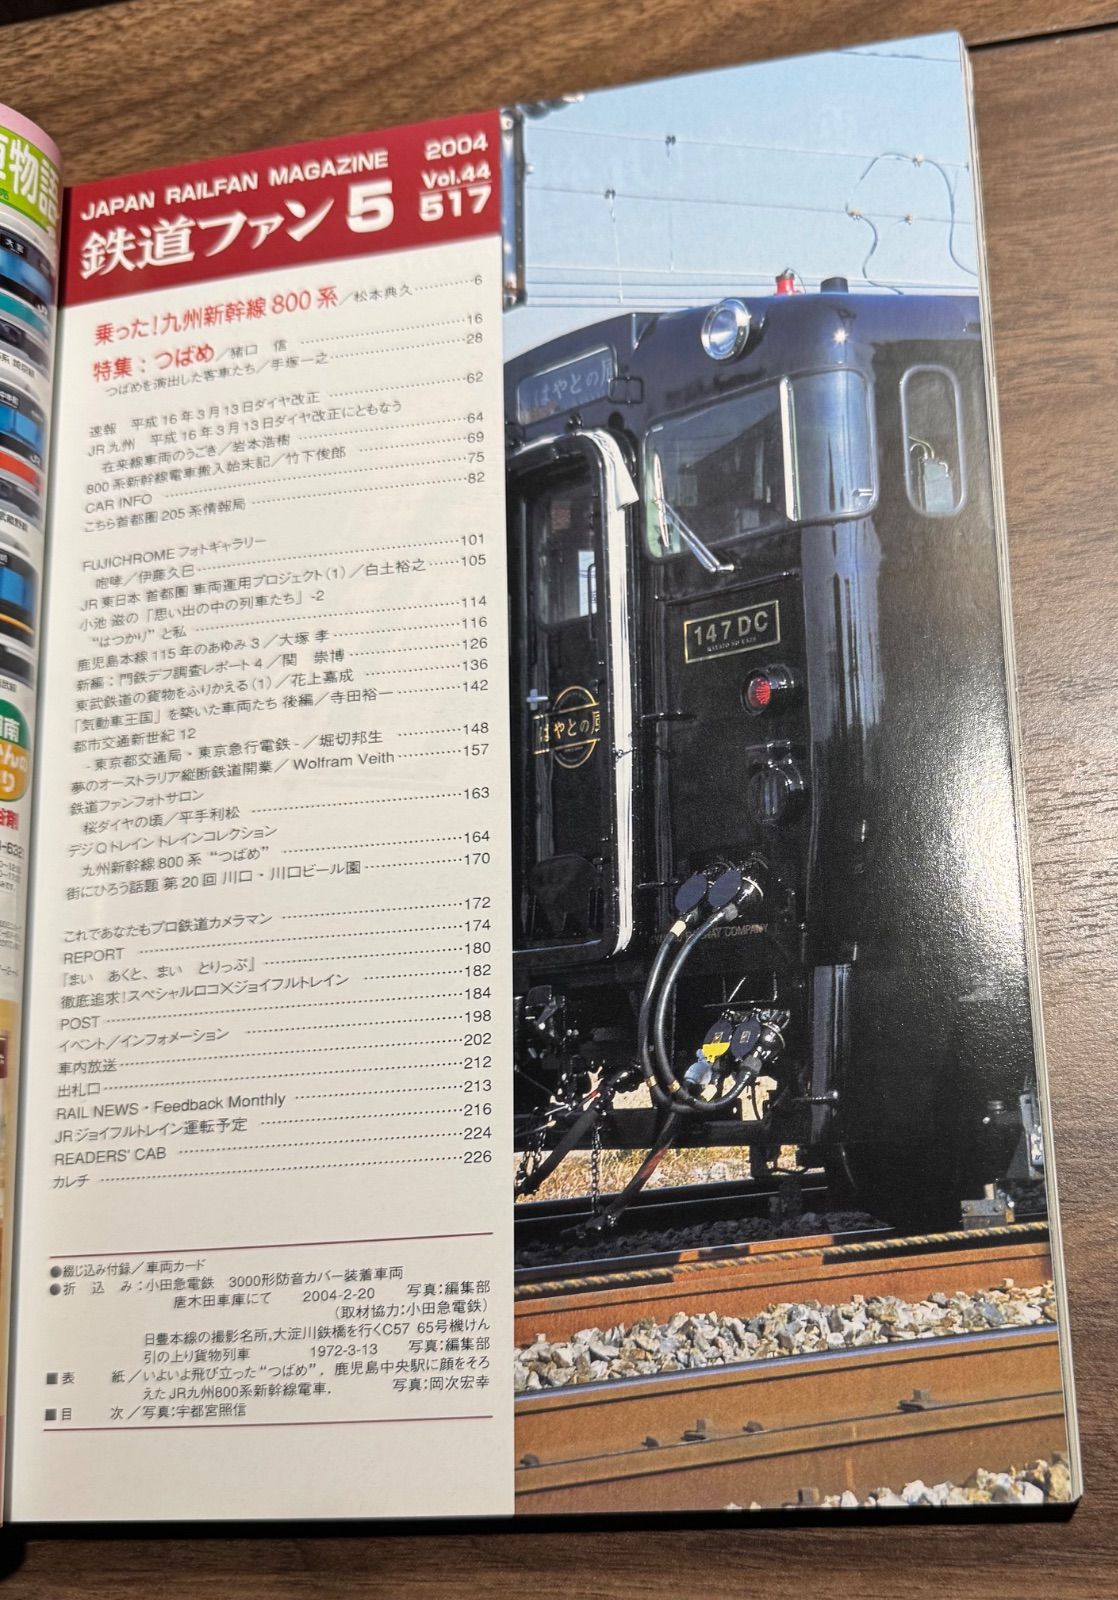 JAPAN RAILFAN MAGAZINE
2004
鉄道ファン 5
Vol.44
517
乗った!九州新幹線800系／松本典久……………6
特集：つばめ／猪口 信……………16
つばめを演出した客車たち／手塚一之……………28
速報 平成16年3月13日ダイヤ改正……………62
JR九州 平成16年3月13日ダイヤ改正にともなう
在来線車両のうごき／岩本浩樹……………64
800系新幹線電車搬入始末記／竹下俊郎……………69
CAR INFO……………75
こちら首都圏205系情報局……………82
FUJICHROMEフォトギャラリー
咆哮／伊藤久巳……………101
JR東日本 首都圏 車両運用プロジェクト(1)／白土裕之……105
小池 滋の「思い出の中の列車たち」-2
“はつかり”と私……………114
鹿児島本線115年のあゆみ3／大塚 孝……………116
新編：門鉄デフ調査レポート4／関 崇博……………126
東武鉄道の貨物をふりかえる(1)／花上嘉成……………136
「気動車王国」を築いた車両たち 後編／寺田裕一……………142
都市交通新世紀12
-東京都交通局・東京急行電鉄-／堀切邦生……………148
夢のオーストラリア縦断鉄道開業／Wolfram Veith……157
鉄道ファンフォトサロン
桜ダイヤの頃／平手利松……………163
デジQトレイン トレインコレクション
九州新幹線800系“つばめ”……………164
街にひろう話題 第20回 川口・川口ビール園……………170
これであなたもプロ鉄道カメラマン……………172
REPORT……………174
『まい あくと、まい とりっぷ』……………180
徹底追求!スペシャルロコ×ジョイフルトレイン……………182
POST……………184
イベント／インフォメーション……………198
車内放送……………202
出札口……………212
RAIL NEWS・Feedback Monthly……………213
JRジョイフルトレイン運転予定……………216
READERS' CAB……………224
カレチ……………226
●綴じ込み付録／車両カード
●折込み：小田急電鉄 3000形防音カバー装着車両
唐木田車庫にて 2004-2-20 写真：編集部
(取材協力：小田急電鉄)
日豊本線の撮影名所，大淀川鉄橋を行くC57 65号機けん
引の上り貨物列車 1972-3-13 写真：編集部
■表 紙／いよいよ飛び立った“つばめ”．鹿児島中央駅に顔をそろ
えたJR九州800系新幹線電車． 写真：岡次宏幸
■目 次／写真：宇都宮照信
はやとの風
147DC
HAYATO NO KAZE
はやとの風
RAILWAY COMPANY
物語